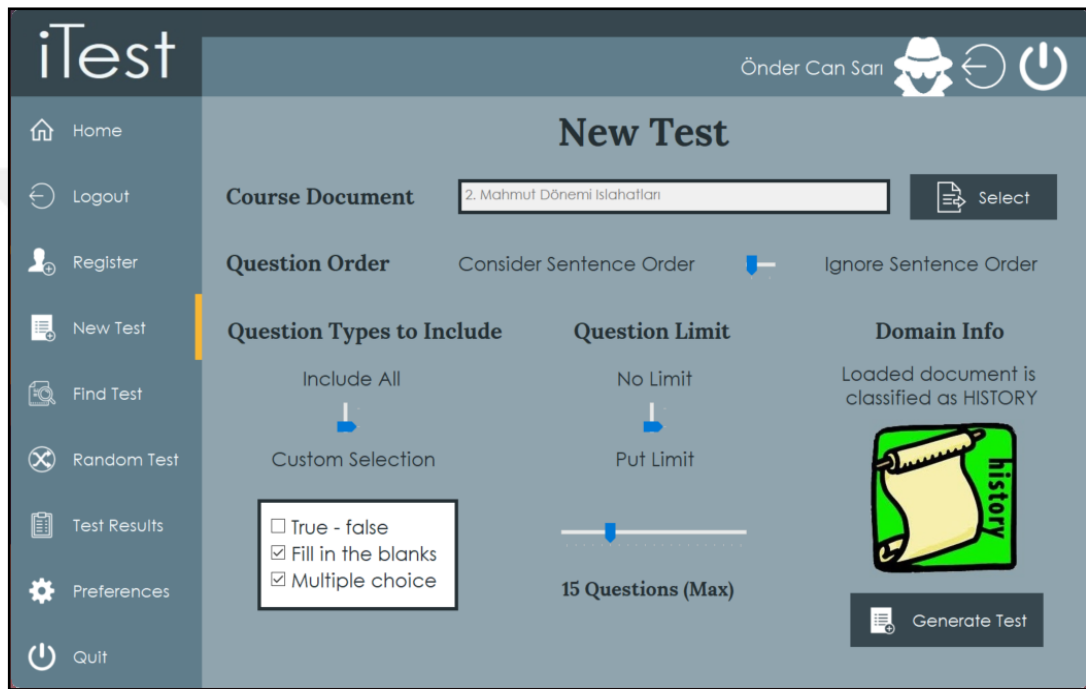 iTest
Önder Can Sarı
Home
Logout
Register
New Test
Find Test
Random Test
Test Results
Preferences
Quit
New Test
Course Document
2. Mahmut Dönemi Islahatları
Select
Question Order
Consider Sentence Order
Ignore Sentence Order
Question Types to Include
Include All
Custom Selection
True - false
Fill in the blanks
Multiple choice
Question Limit
No Limit
Put Limit
15 Questions (Max)
Domain Info
Loaded document is
classified as HISTORY
history
Generate Test